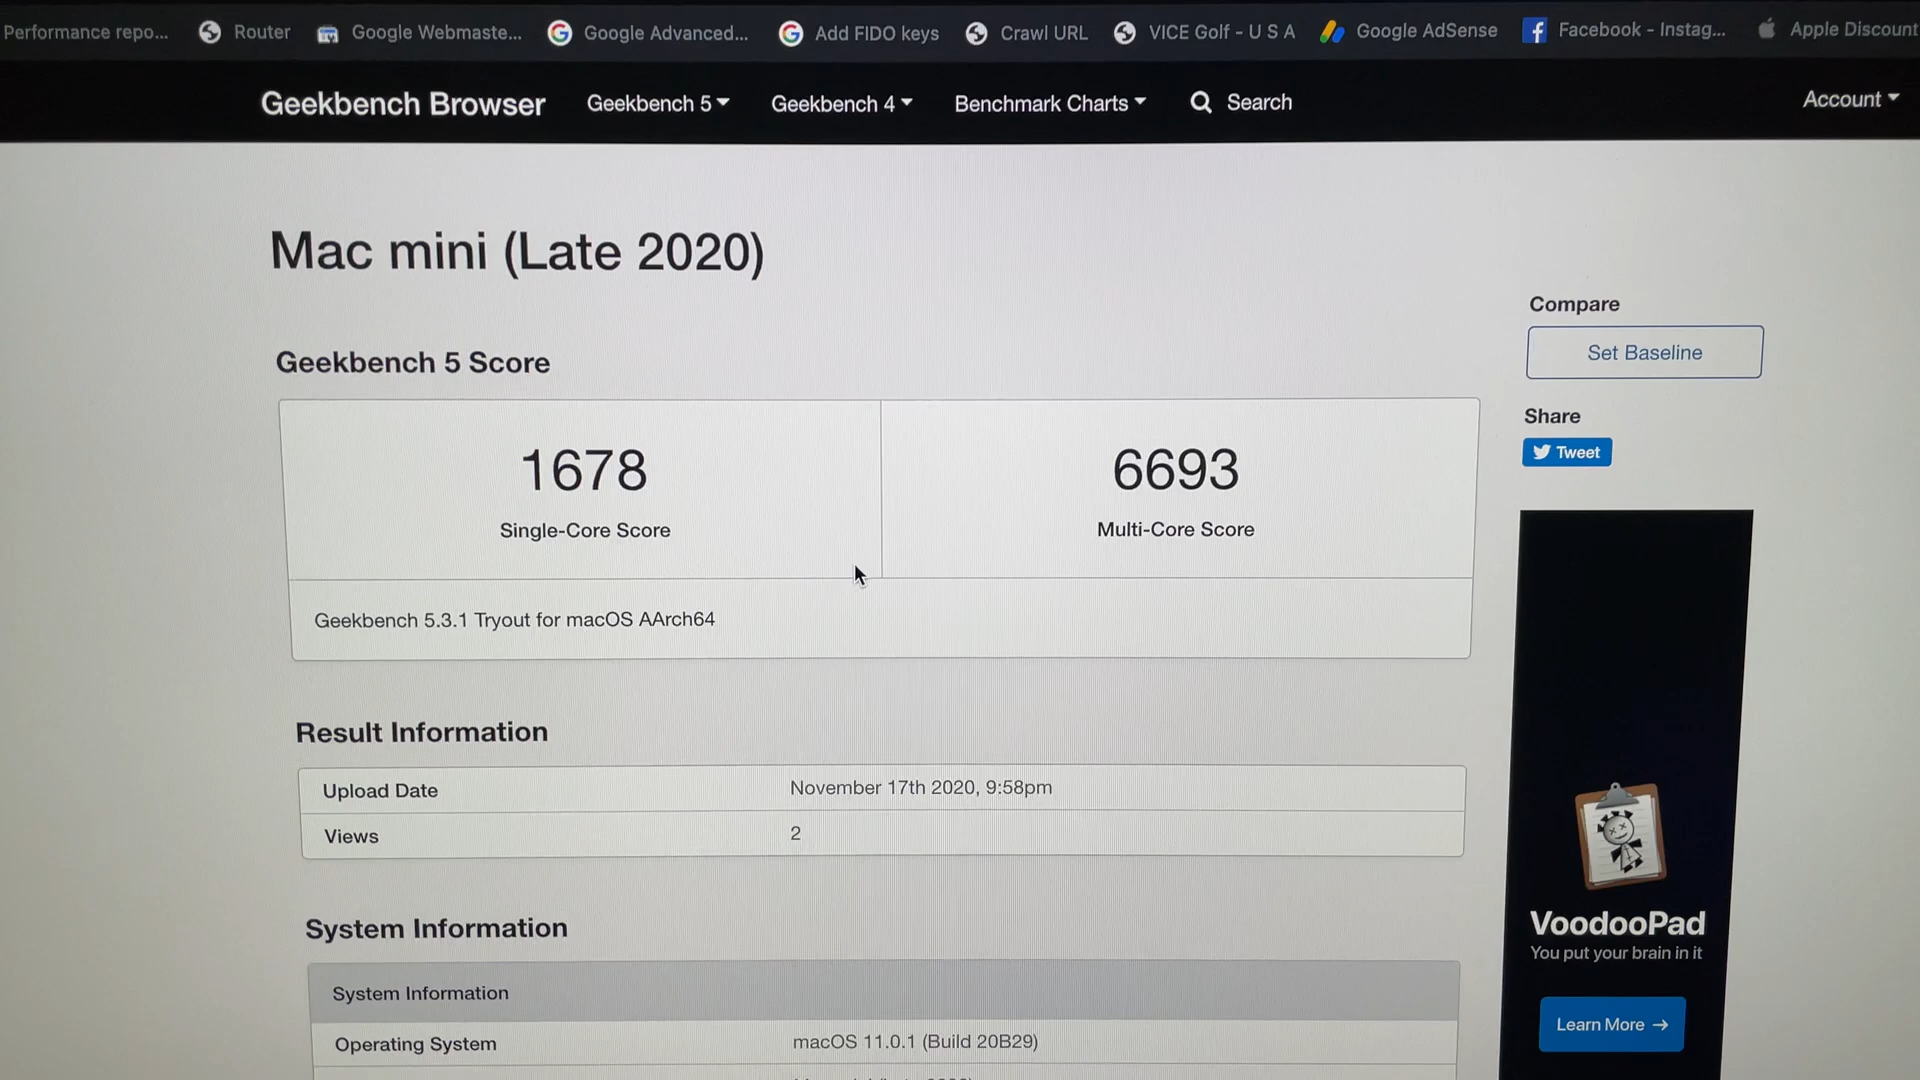 Performance repo...
Router
Google Webmaste...
Google Advanced...
Add FIDO keys
Crawl URL
VICE Golf - U S A
Google AdSense
Facebook - Instag...
Apple Discount
Geekbench Browser
Geekbench 5
Geekbench 4
Benchmark Charts
Search
Account
Mac mini (Late 2020)
Compare
Set Baseline
Geekbench 5 Score
Share
Tweet
1678
6693
Single-Core Score
Multi-Core Score
Geekbench 5.3.1 Tryout for macOS AArch64
Result Information
Upload Date November 17th 2020, 9:58pm
Views 2
VoodooPad
You put your brain in it
Learn More →
System Information
System Information
Operating System macOS 11.0.1 (Build 20B29)